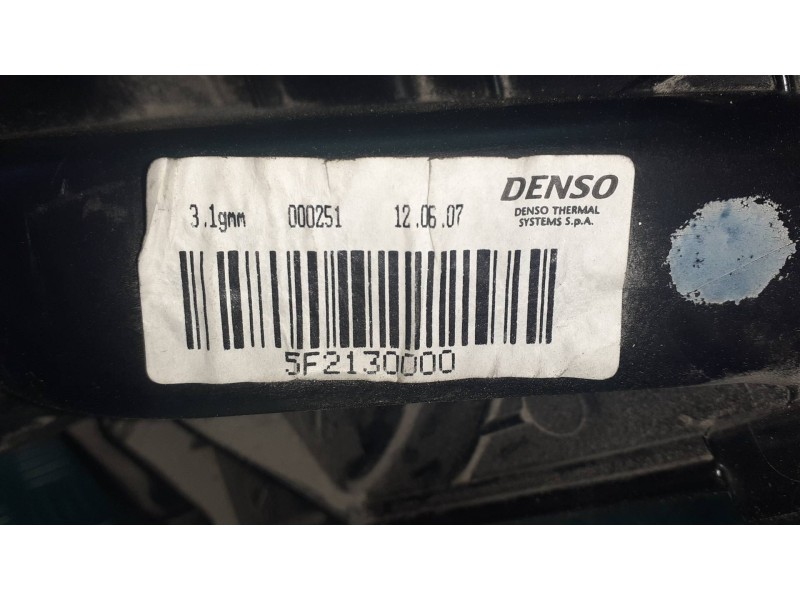 3.1gmm 000251 12.06.07
DENSO
DENSO THERMAL
SYSTEMS S.p.A.
5F2130000